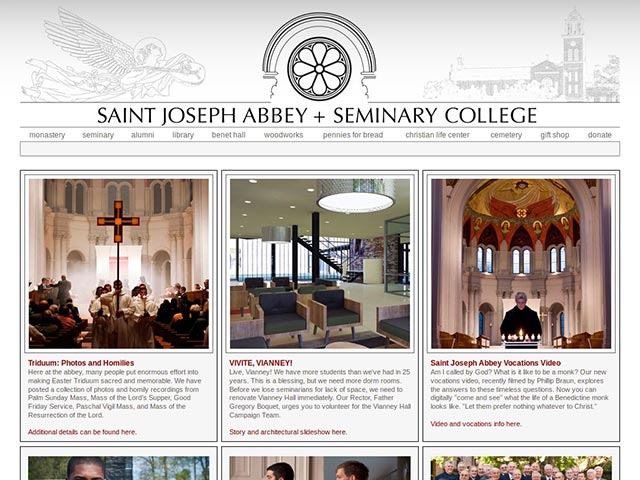 SAINT JOSEPH ABBEY + SEMINARY COLLEGE
monastery seminary alumni library benet hall woodworks pennies for bread christian life center cemetery gift shop donate
Triduum: Photos and Homilies
Here at the abbey, many people put enormous effort into
making Easter Triduum sacred and memorable. We have
posted a collection of photos and homily recordings from
Palm Sunday Mass, Mass of the Lord's Supper, Good
Friday Service, Paschal Vigil Mass, and Mass of the
Resurrection of the Lord.
Additional details can be found here.
VIVITE, VIANNEY!
Live, Vianney! We have more students than we've had in 25
years. This is a blessing, but we need more dorm rooms.
Before we lose seminarians for lack of space, we need to
renovate Vianney Hall immediately. Our Rector, Father
Gregory Boquet, urges you to volunteer for the Vianney Hall
Campaign Team.
Story and architectural slideshow here.
Saint Joseph Abbey Vocations Video
Am I called by God? What is it like to be a monk? Our new
vocations video, recently filmed by Philip Braun, explores
the answers to these timeless questions. Now you can
digitally "come and see" what the life of a Benedictine monk
looks like. "Let them prefer nothing whatever to Christ."
Video and vocations info here.